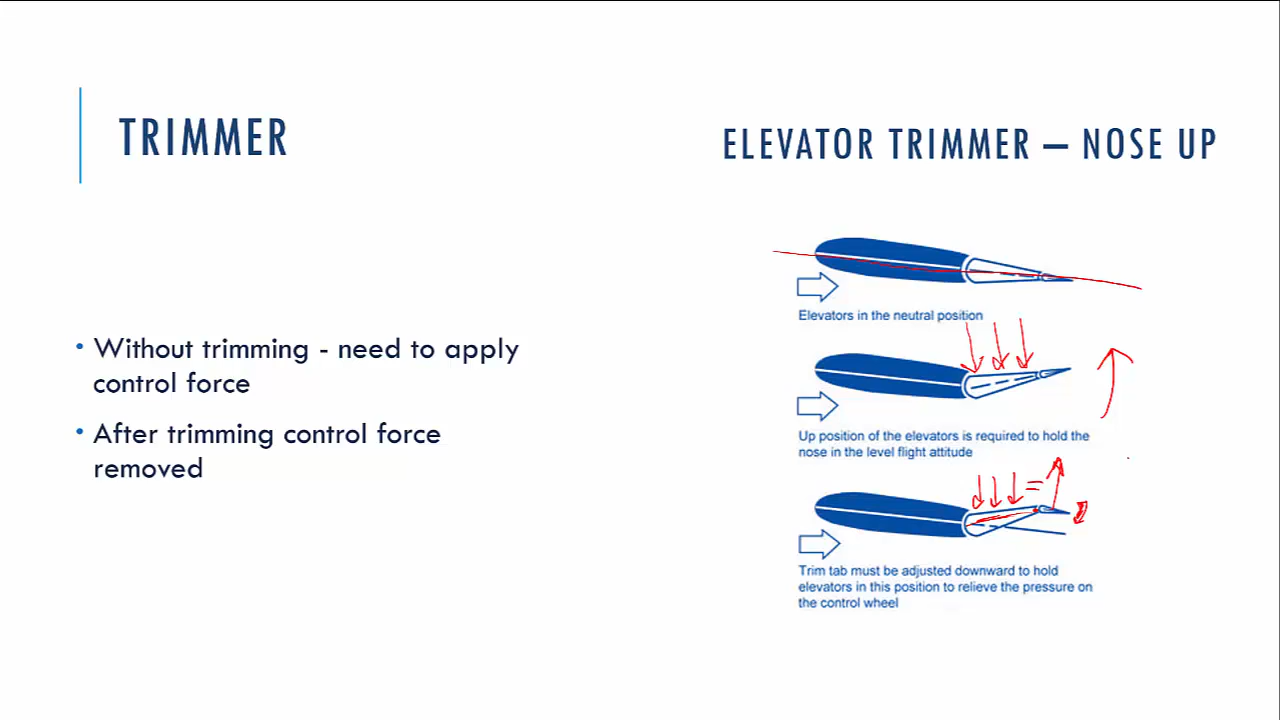 TRIMMER
ELEVATOR TRIMMER – NOSE UP
• Without trimming - need to apply
control force
• After trimming control force
removed
Elevators in the neutral position
Up position of the elevators is required to hold the
nose in the level flight attitude
=
Trim tab must be adjusted downward to hold
elevators in this position to relieve the pressure on
the control wheel